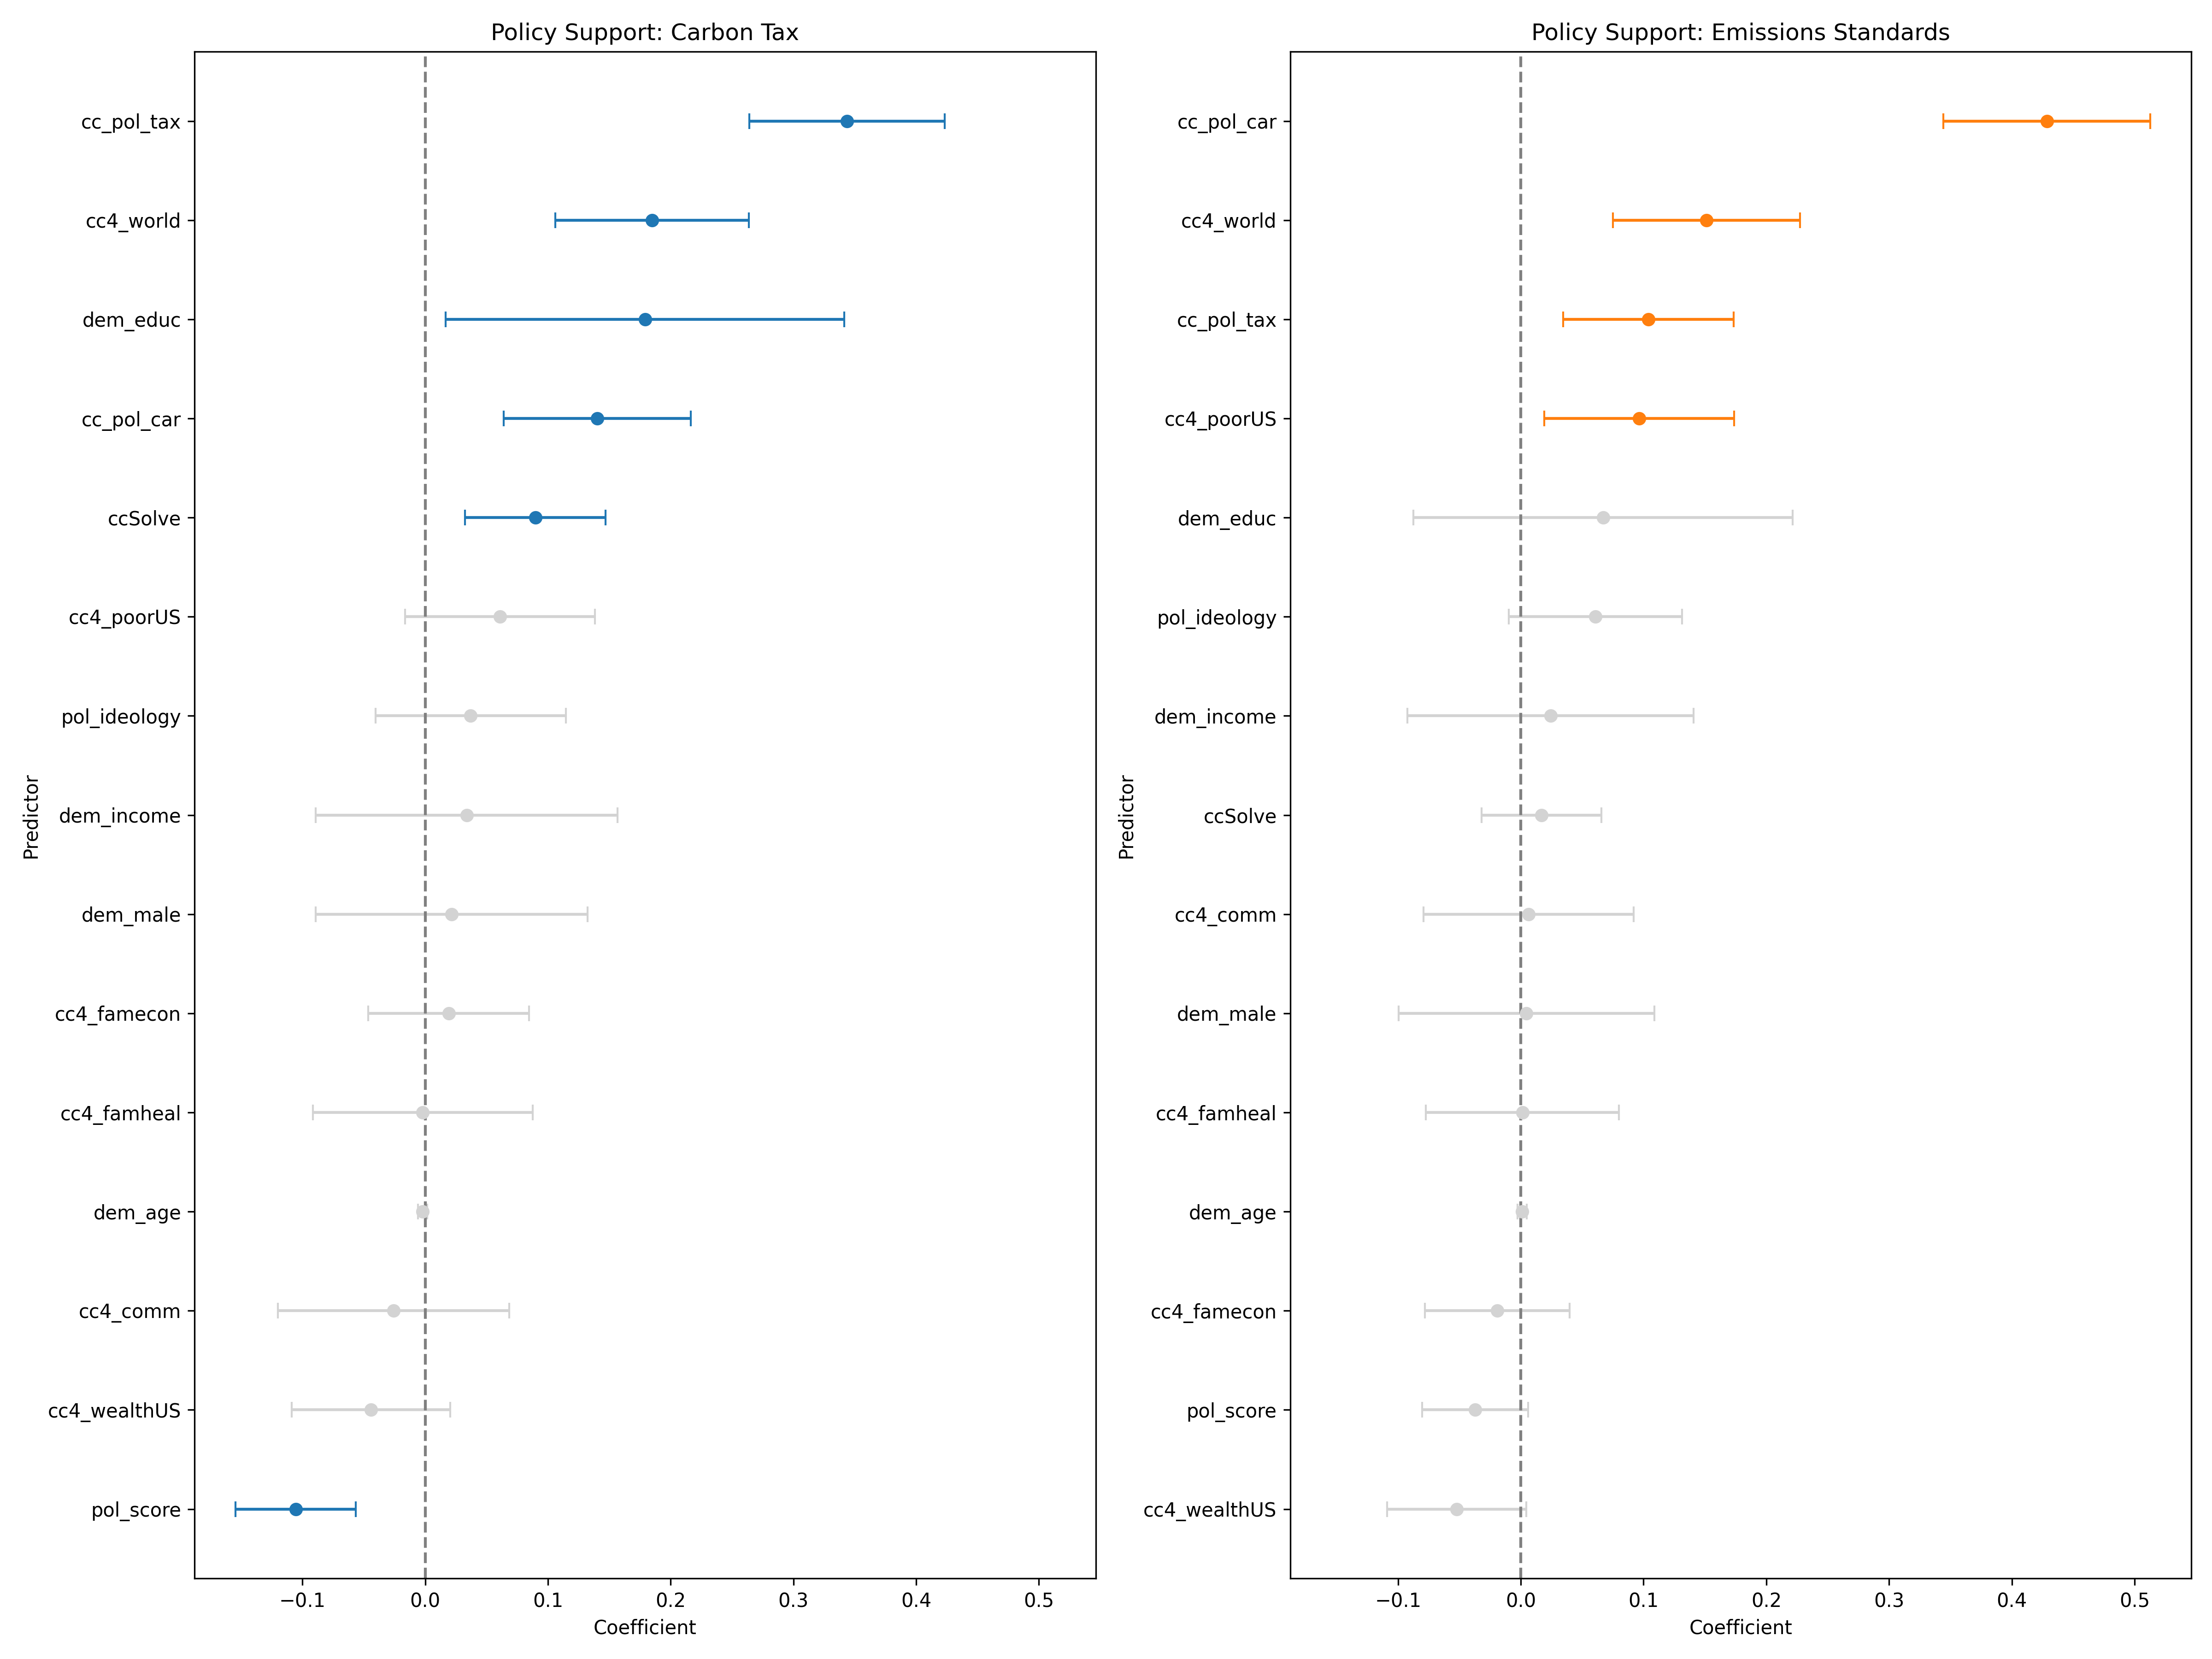 Policy Support: Carbon Tax
Predictor
cc_pol_tax
cc4_world
dem_educ
cc_pol_car
ccSolve
cc4_poorUS
pol_ideology
dem_income
dem_male
cc4_famecon
cc4_famheal
dem_age
cc4_comm
cc4_wealthUS
pol_score
−0.1 0.0 0.1 0.2 0.3 0.4 0.5
Coefficient
Policy Support: Emissions Standards
Predictor
cc_pol_car
cc4_world
cc_pol_tax
cc4_poorUS
dem_educ
pol_ideology
dem_income
ccSolve
cc4_comm
dem_male
cc4_famheal
dem_age
cc4_famecon
pol_score
cc4_wealthUS
−0.1 0.0 0.1 0.2 0.3 0.4 0.5
Coefficient